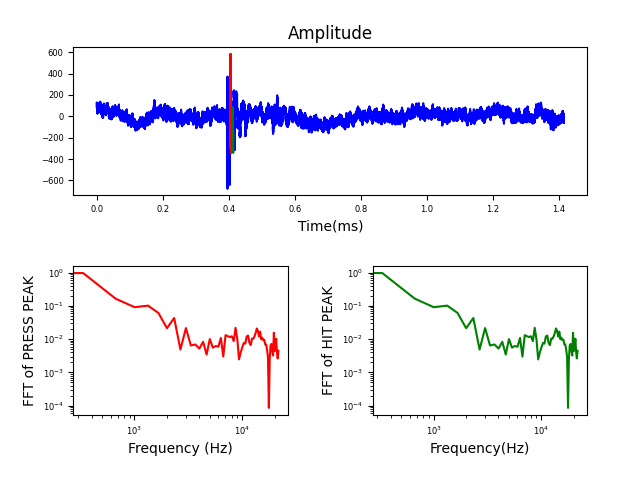 Amplitude
600
400
200
0
−200
−400
−600
0.0 0.2 0.4 0.6 0.8 1.0 1.2 1.4
Time(ms)
FFT of PRESS PEAK
10⁰
10⁻¹
10⁻²
10⁻³
10⁻⁴
10³ 10⁴
Frequency (Hz)
FFT of HIT PEAK
10⁰
10⁻¹
10⁻²
10⁻³
10⁻⁴
10³ 10⁴
Frequency(Hz)